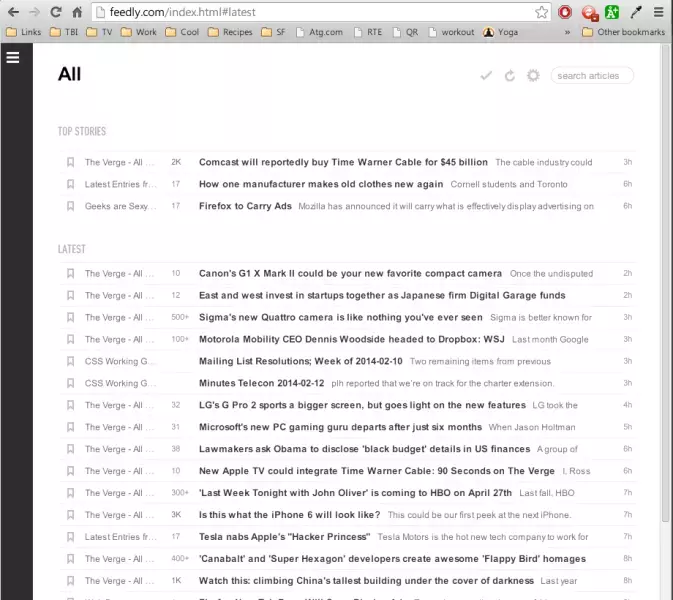 feedly.com/index.html#latest
Links TBI TV Work Cool Recipes SF Atg.com RTE QR workout Yoga » Other bookmarks
All
search articles
TOP STORIES
The Verge - All ... 2K Comcast will reportedly buy Time Warner Cable for $45 billion The cable industry could 3h
Latest Entries fr... 17 How one manufacturer makes old clothes new again Cornell students and Toronto 6h
Geeks are Sexy... 17 Firefox to Carry Ads Mozilla has announced it will carry what is effectively display advertising on 6h
LATEST
The Verge - All ... 10 Canon's G1 X Mark II could be your new favorite compact camera Once the undisputed 2h
The Verge - All ... 12 East and west invest in startups together as Japanese firm Digital Garage funds 2h
The Verge - All ... 500+ Sigma's new Quattro camera is like nothing you've ever seen Sigma is better known for 3h
The Verge - All ... 100+ Motorola Mobility CEO Dennis Woodside headed to Dropbox: WSJ Last month Google 3h
CSS Working G... Mailing List Resolutions; Week of 2014-02-10 Two remaining items from previous 3h
CSS Working G... Minutes Telecon 2014-02-12 plh reported that we're on track for the charter extension. 3h
The Verge - All ... 32 LG's G Pro 2 sports a bigger screen, but goes light on the new features LG took the 4h
The Verge - All ... 31 Microsoft's new PC gaming guru departs after just six months When Jason Holtman 5h
The Verge - All ... 38 Lawmakers ask Obama to disclose 'black budget' details in US finances A group of 6h
The Verge - All ... 10 New Apple TV could integrate Time Warner Cable: 90 Seconds on The Verge I, Ross 6h
The Verge - All ... 300+ 'Last Week Tonight with John Oliver' is coming to HBO on April 27th Last fall, HBO 7h
The Verge - All ... 3K Is this what the iPhone 6 will look like? This could be our first peek at the next iPhone. 7h
Latest Entries fr... 17 Tesla nabs Apple's "Hacker Princess" Tesla Motors is the hot new tech company to work for 7h
The Verge - All ... 400+ 'Canabalt' and 'Super Hexagon' developers create awesome 'Flappy Bird' homages 8h
The Verge - All ... 1K Watch this: climbing China's tallest building under the cover of darkness Last year 8h